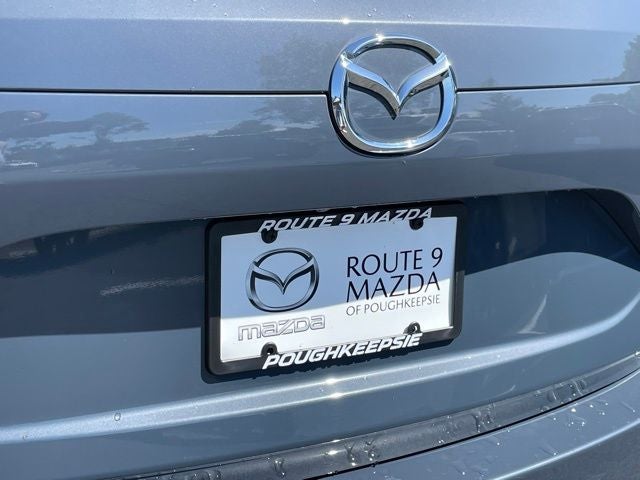 ROUTE 9 MAZDA
ROUTE 9
MAZDA
OF POUGHKEEPSIE
mazda
POUGHKEEPSIE